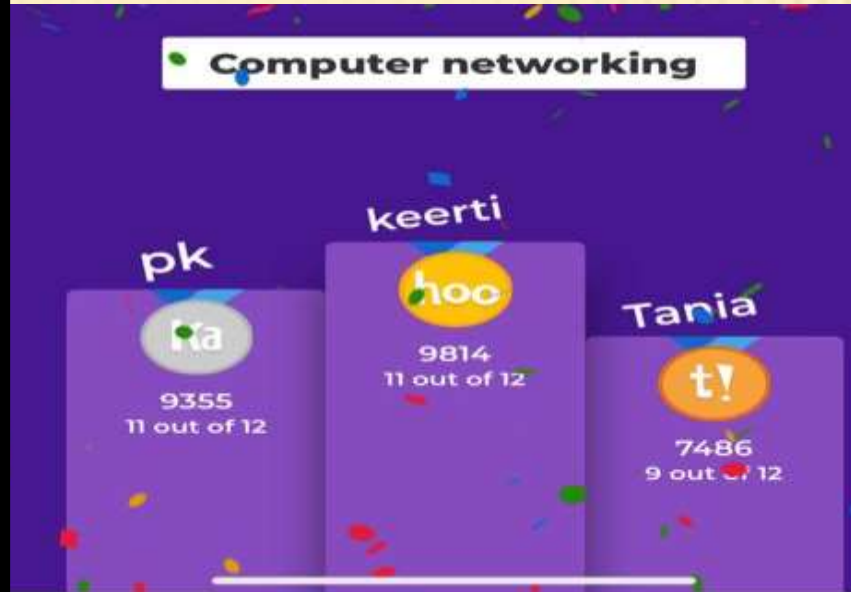 Computer networking
keerti
pk
hoo
Tania
Ka
9814
11 out of 12
t!
9355
11 out of 12
7486
9 out of 12